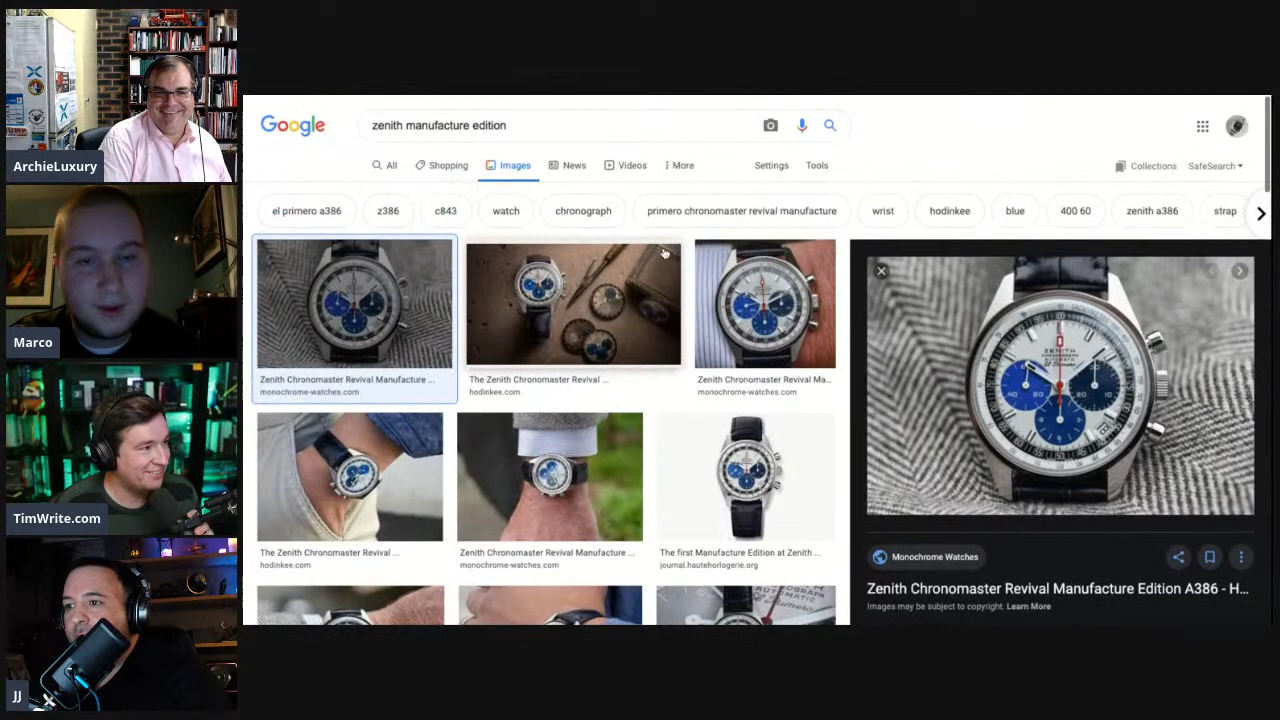 ArchieLuxury
Marco
TimWrite.com
JJ
Google
zenith manufacture edition
All
Shopping
Images
News
Videos
More
Settings
Tools
Collections
SafeSearch
el primero a386
z386
c843
watch
chronograph
primero chronomaster revival manufacture
wrist
hodinkee
blue
400 60
zenith a386
strap
Zenith Chronomaster Revival Manufacture ...
monochrome-watches.com
The Zenith Chronomaster Revival ...
hodinkee.com
Zenith Chronomaster Revival Ma...
monochrome-watches.com
The Zenith Chronomaster Revival ...
hodinkee.com
Zenith Chronomaster Revival Manufacture ...
monochrome-watches.com
The first Manufacture Edition at Zenith ...
journal.hautehorlogerie.org
ZENITH
CHRONOGRAPH
AUTOMATIC
El Primero
Monochrome Watches
Zenith Chronomaster Revival Manufacture Edition A386 - H...
Images may be subject to copyright. Learn More